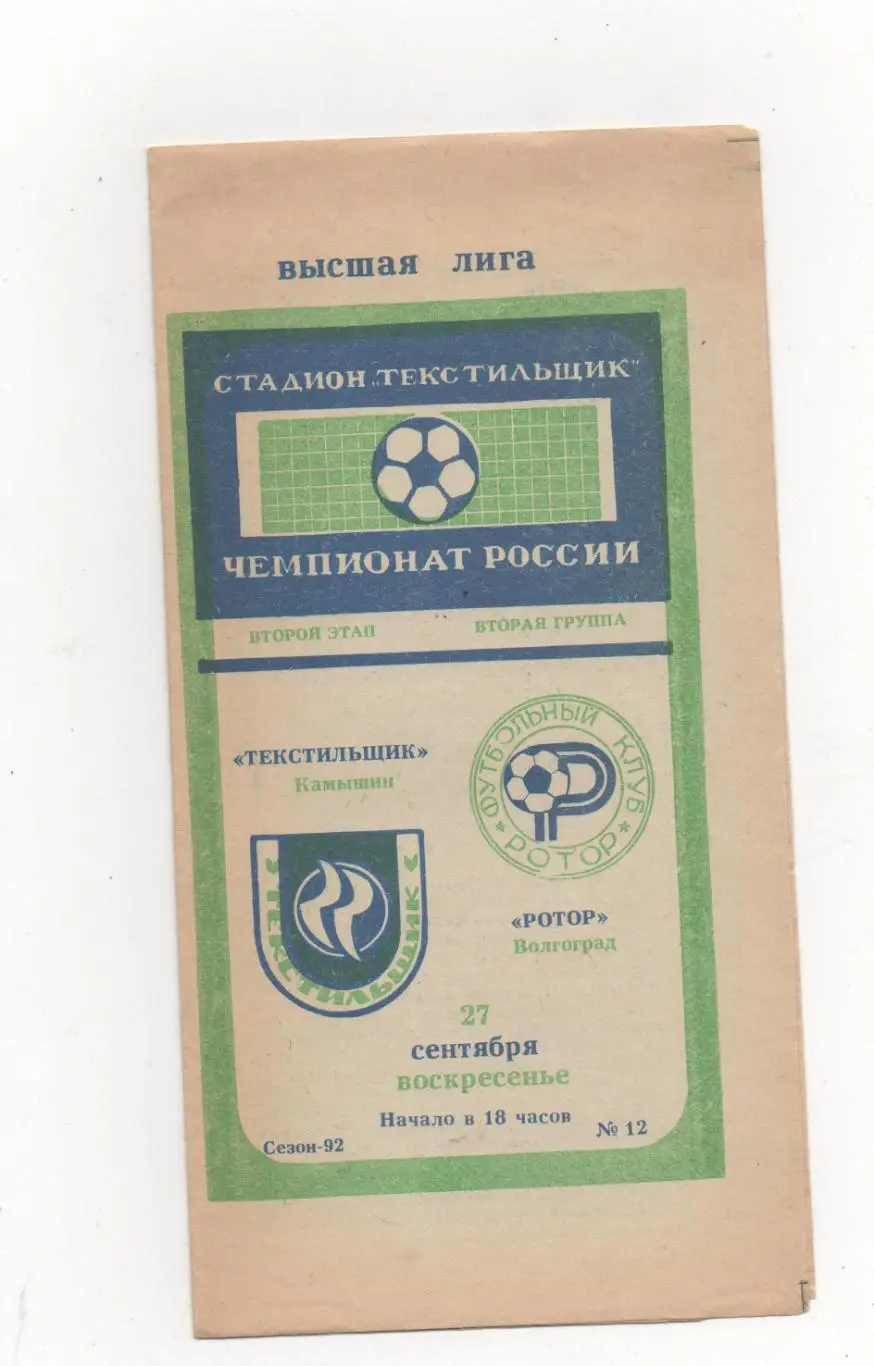 высшая лига
СТАДИОН „ТЕКСТИЛЬЩИК"
ЧЕМПИОНАТ РОССИИ
ВТОРОЙ ЭТАП ВТОРАЯ ГРУППА
«ТЕКСТИЛЬЩИК»
Камышин
ТЕКСТИЛЬЩИК
ФУТБОЛЬНЫЙ КЛУБ
РОТОР
«РОТОР»
Волгоград
27
сентября
воскресенье
Начало в 18 часов
Сезон-92 № 12